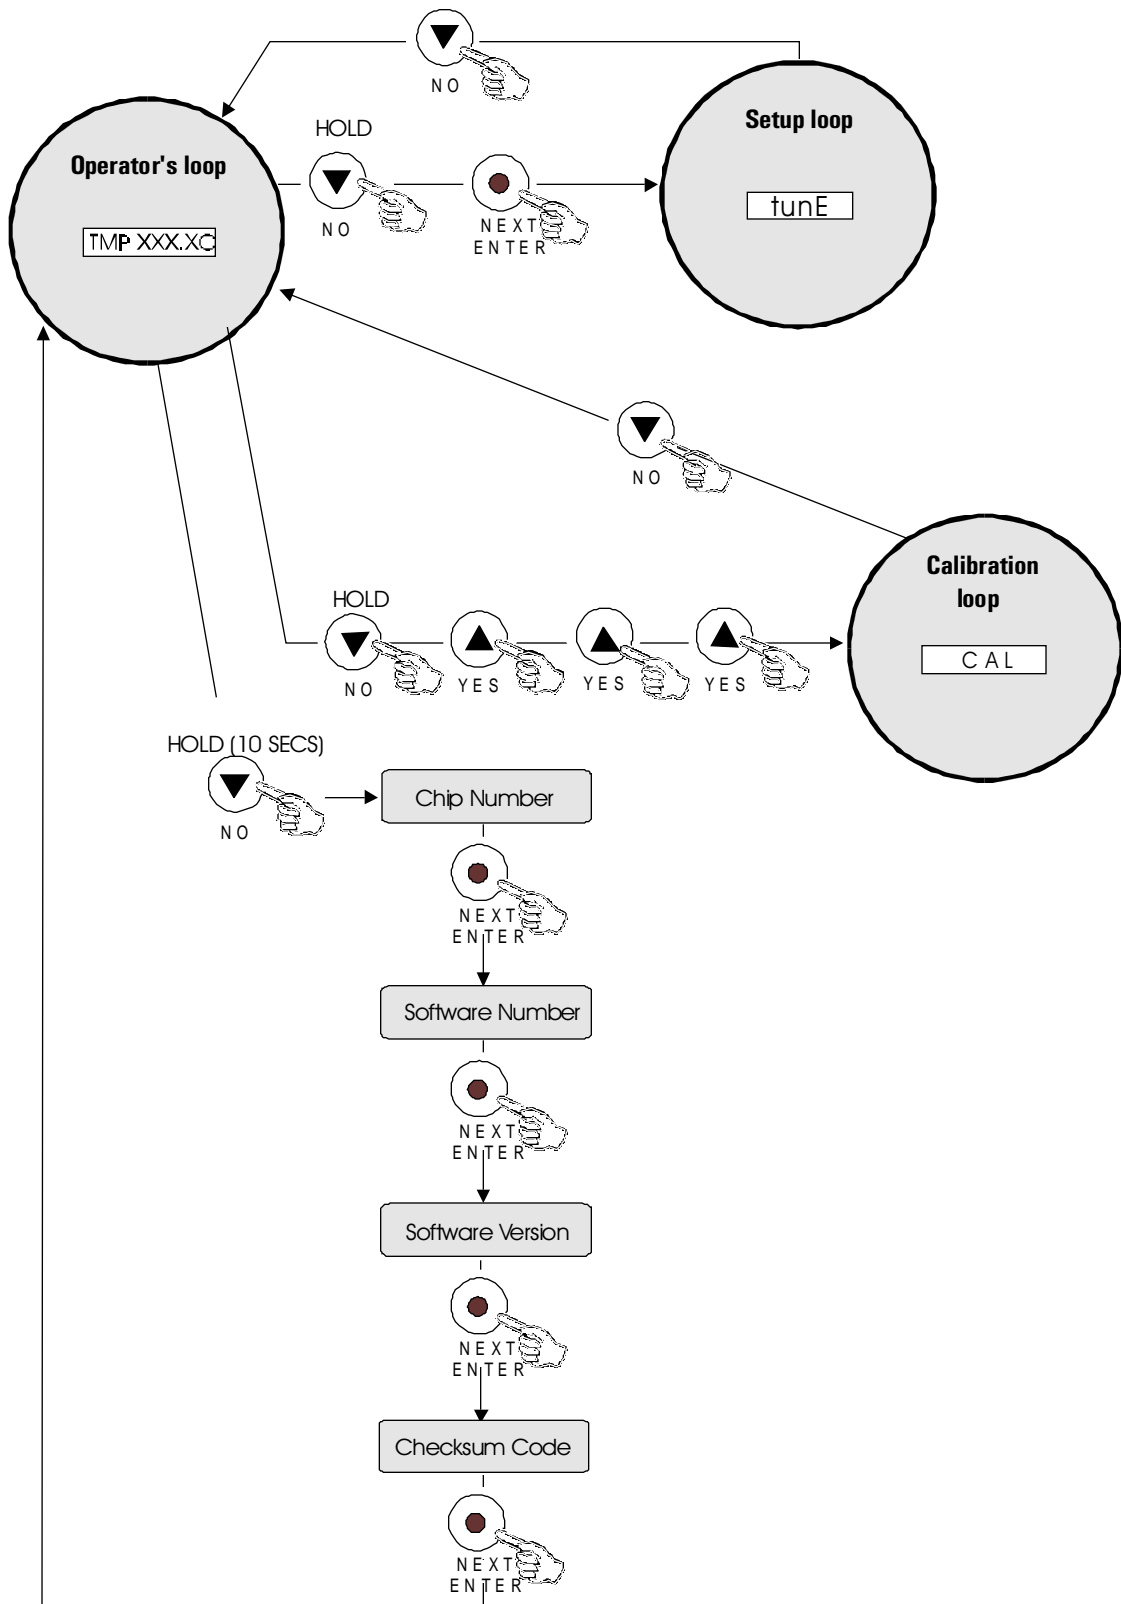 NO
Setup loop
HOLD
Operator's loop
tunE
NO
NEXT
ENTER
TMP XXX.XC
NO
Calibration
loop
HOLD
CAL
NO
YES
YES
YES
HOLD (10 SECS)
NO
Chip Number
NEXT
ENTER
Software Number
NEXT
ENTER
Software Version
NEXT
ENTER
Checksum Code
NEXT
ENTER